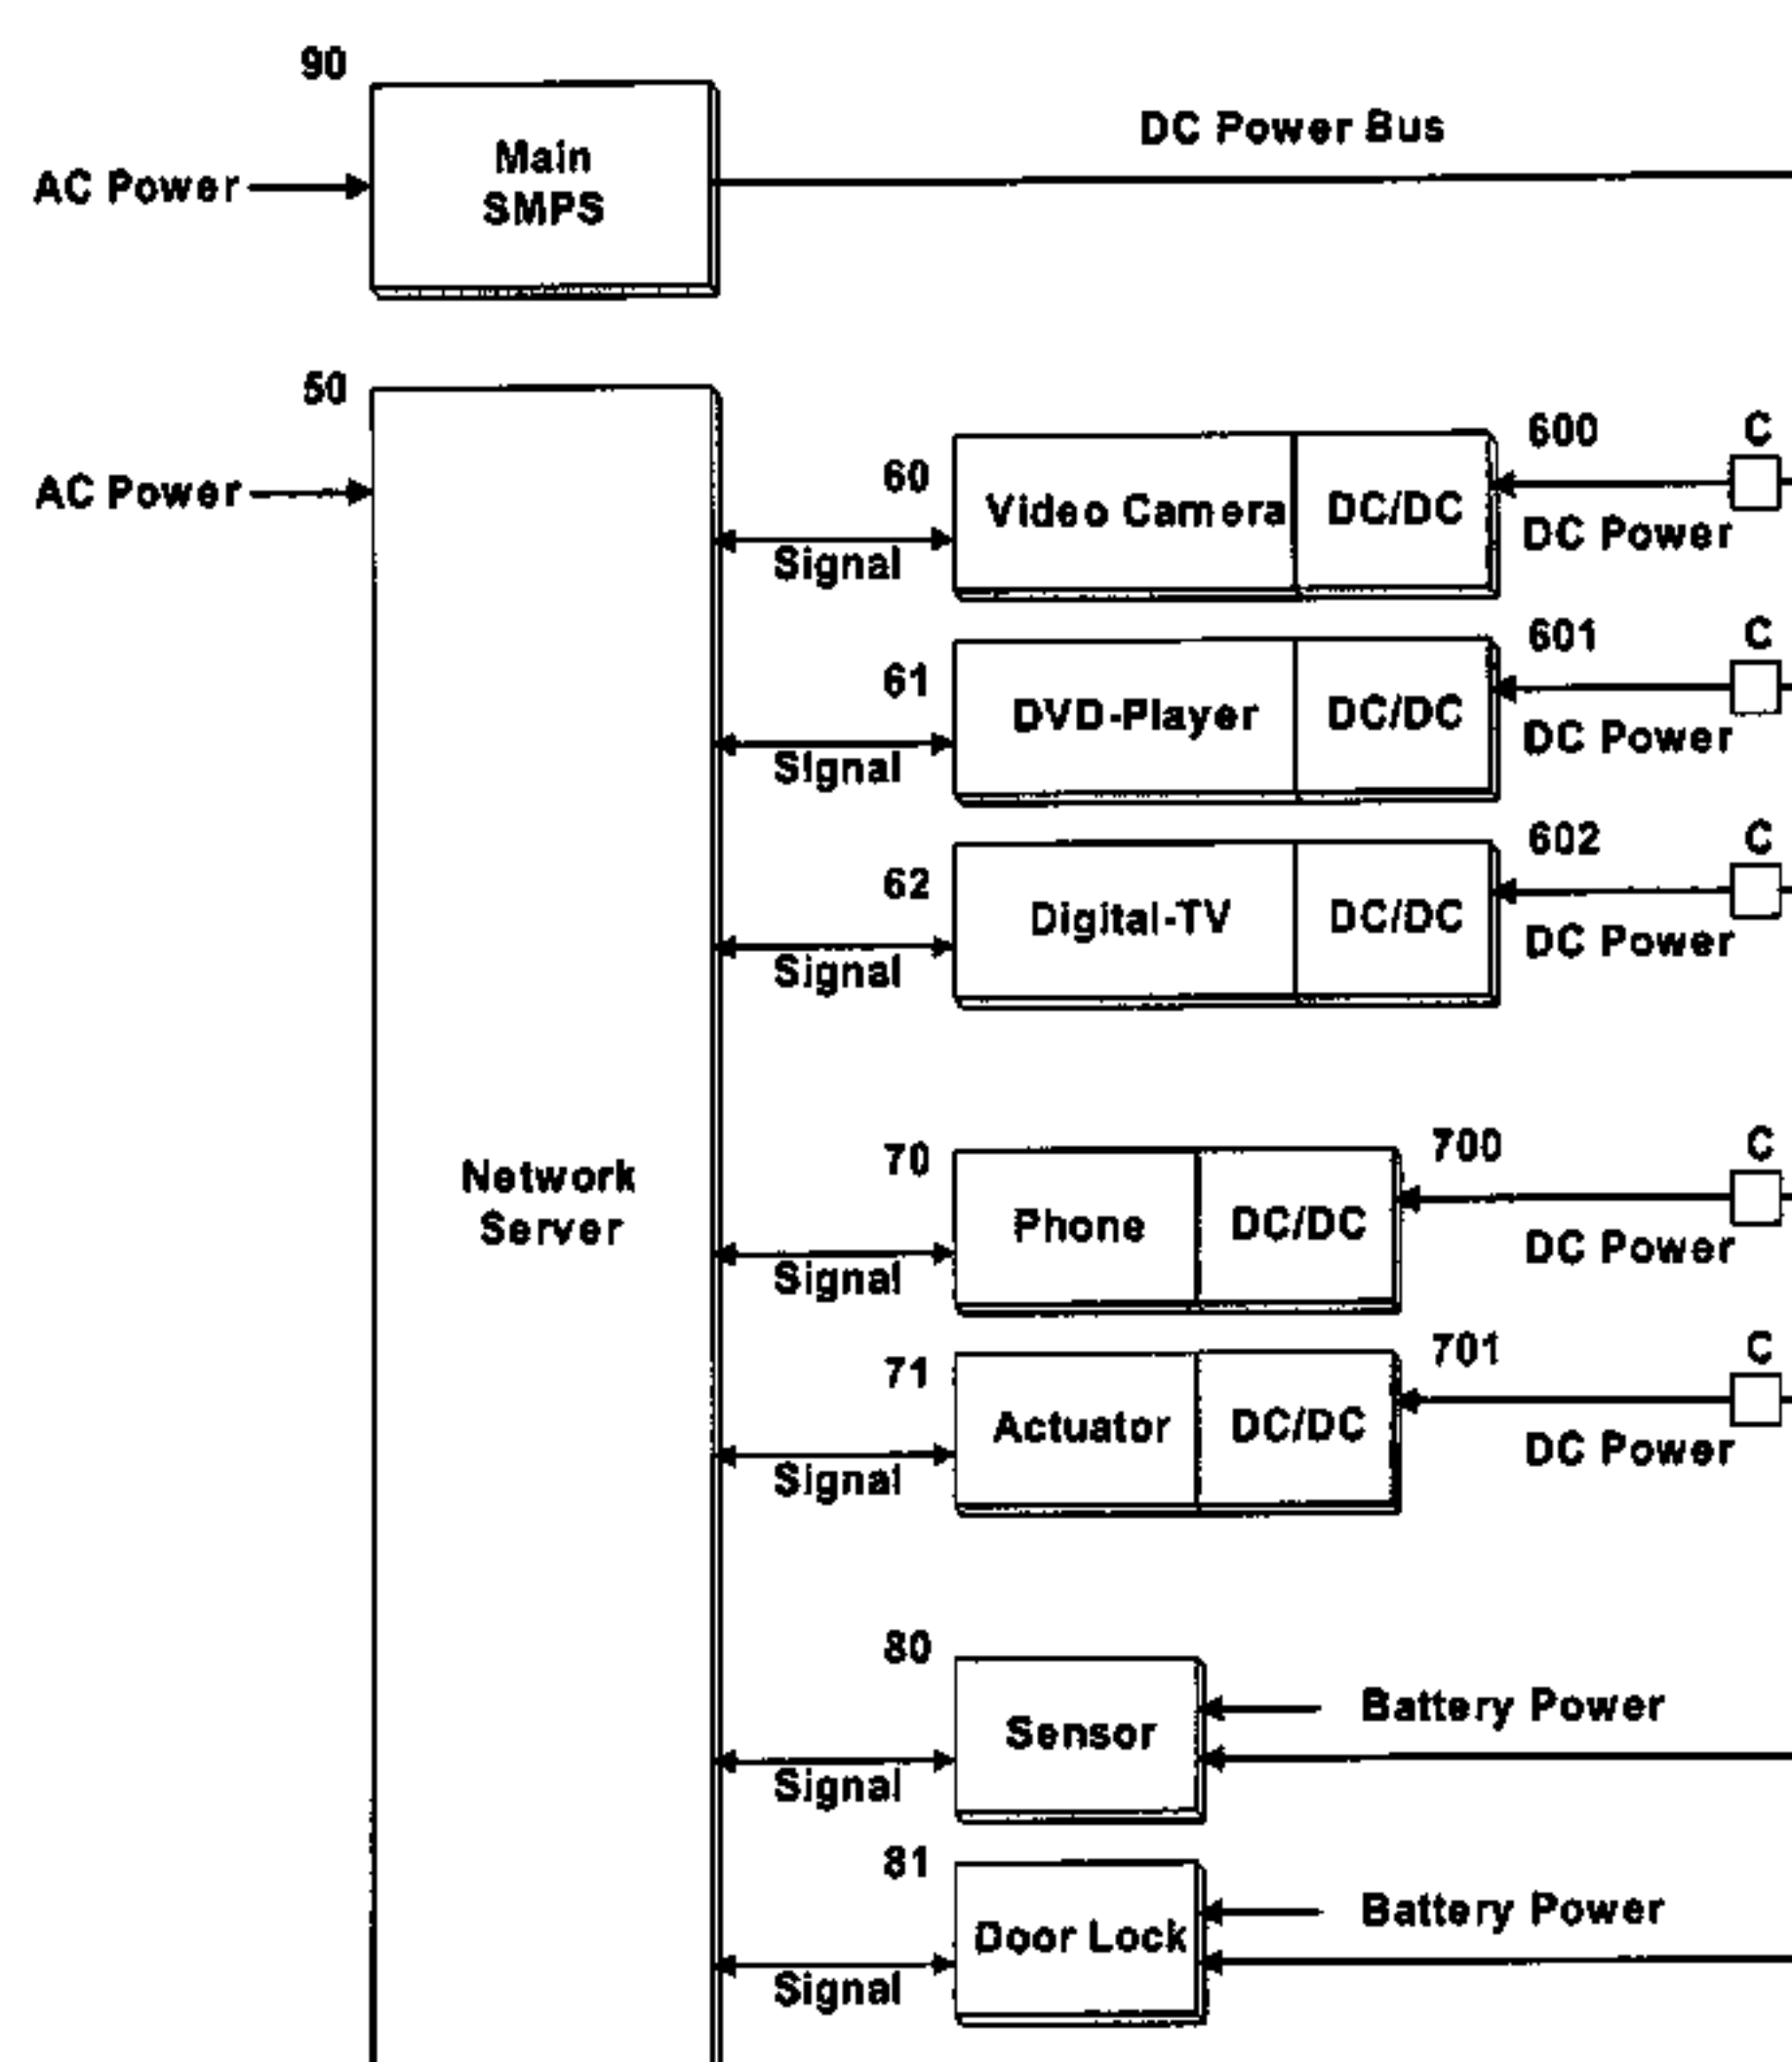 90
DC Power Bus
Main
SMPS
AC Power
50
AC Power
600
C
60
Video Camera
DC/DC
DC Power
Signal
601
C
61
DVD-Player
DC/DC
DC Power
Signal
602
C
62
Digital-TV
DC/DC
DC Power
Signal
Network
Server
700
C
70
Phone
DC/DC
DC Power
Signal
701
C
71
Actuator
DC/DC
DC Power
Signal
80
Battery Power
Sensor
Signal
81
Battery Power
Door Lock
Signal